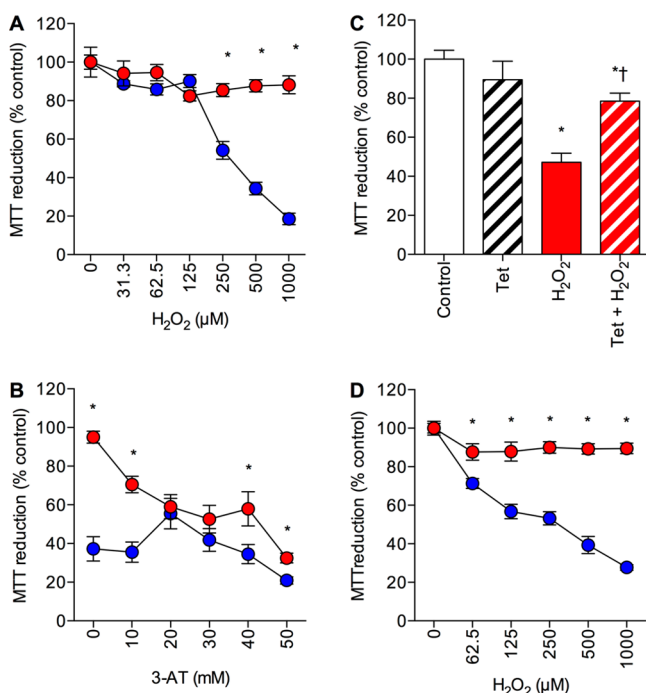 A
MTT reduction (% control)
120
100
80
60
40
20
0
* * *
0 31.3 62.5 125 250 500 1000
H₂O₂ (µM)
C
MTT reduction (% control)
120
100
80
60
40
20
0
*
*†
Control Tet H₂O₂ Tet + H₂O₂
B
MTT reduction (% control)
120
100
80
60
40
20
0
* * * *
0 10 20 30 40 50
3-AT (mM)
D
MTTreduction (% control)
120
100
80
60
40
20
0
* * * * *
0 62.5 125 250 500 1000
H₂O₂ (µM)